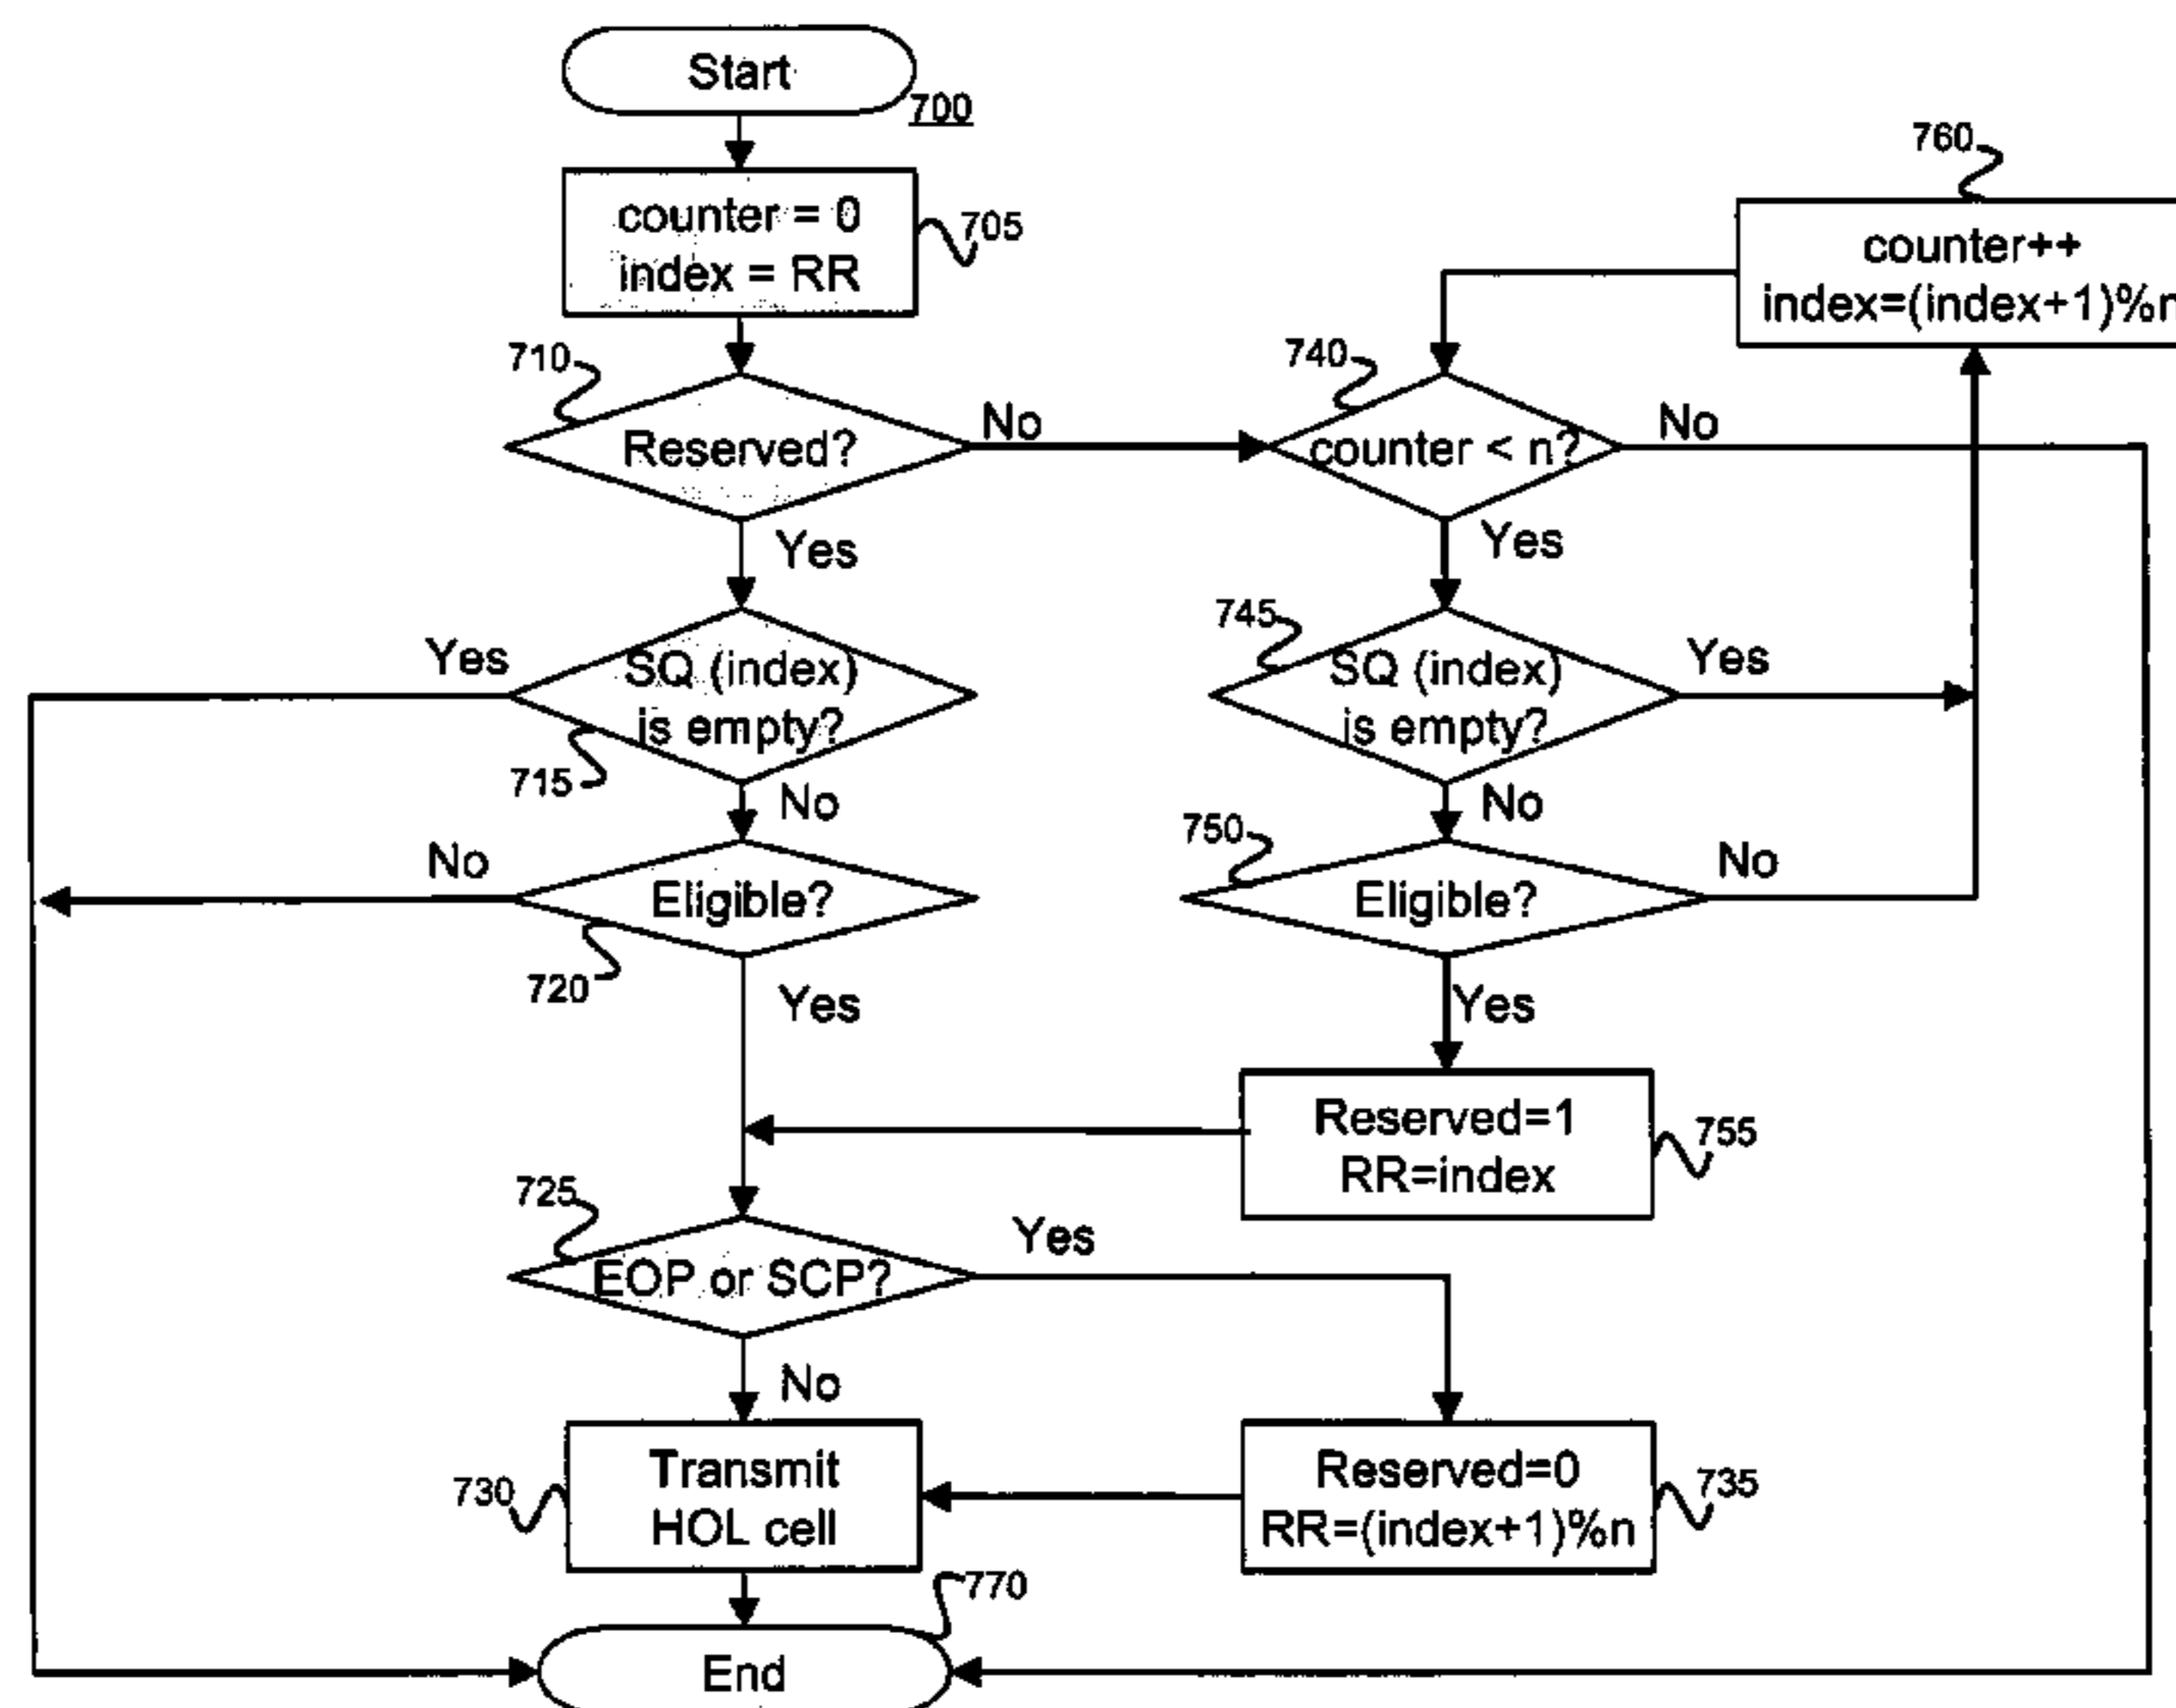 Start
700
counter = 0
index = RR
705
760
counter++
index=(index+1)%n
710
Reserved?
No
740
counter < n?
No
Yes
Yes
Yes
SQ (index)
is empty?
715
745
SQ (index)
is empty?
Yes
No
No
No
Eligible?
720
750
Eligible?
No
Yes
Yes
Reserved=1
RR=index
755
725
EOP or SCP?
Yes
No
730
Transmit
HOL cell
Reserved=0
RR=(index+1)%n
735
770
End